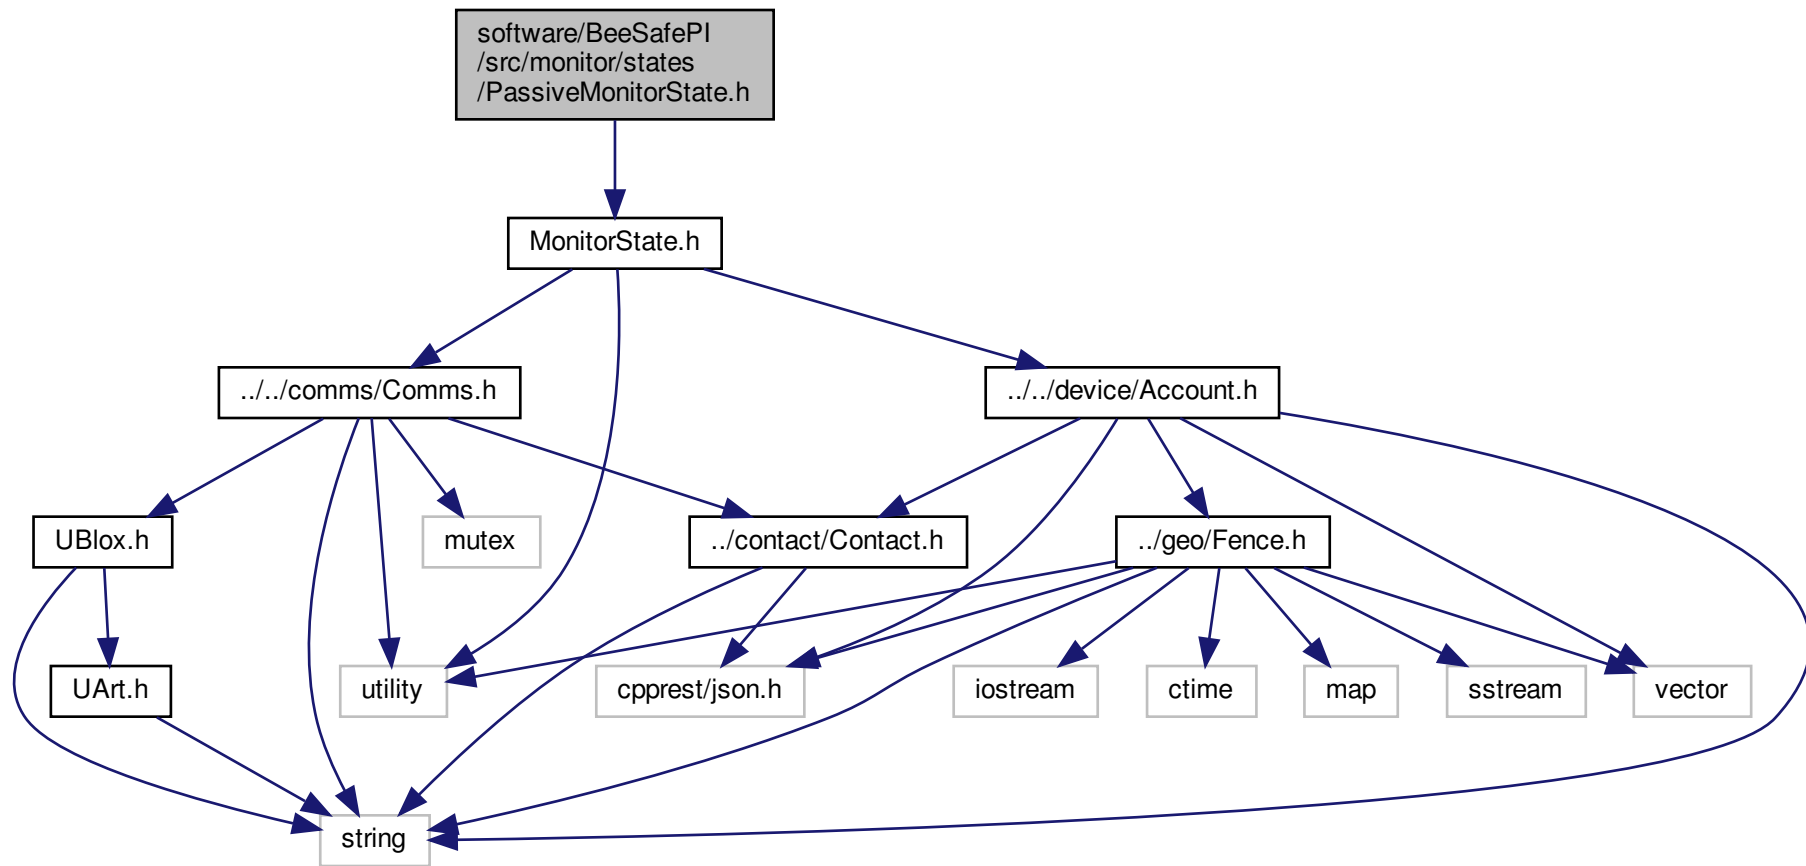 software/BeeSafePI
/src/monitor/states
/PassiveMonitorState.h
MonitorState.h
../../comms/Comms.h
../../device/Account.h
UBlox.h
mutex
../contact/Contact.h
../geo/Fence.h
UArt.h
utility
cpprest/json.h
iostream
ctime
map
sstream
vector
string